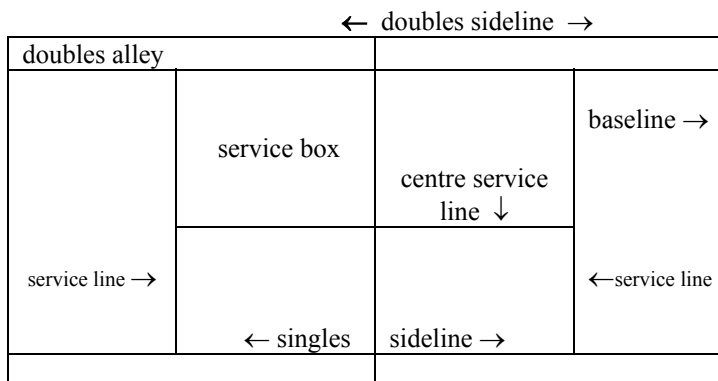 ← doubles sideline →
doubles alley
baseline →
service box
centre service
line ↓
service line →
←service line
← singles sideline →